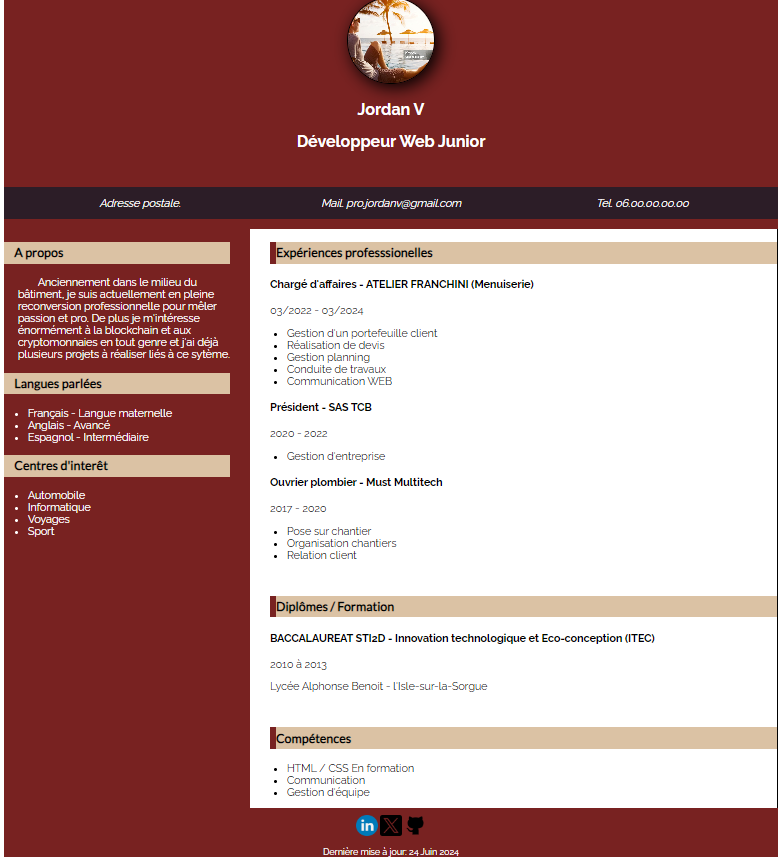 Jordan V
Développeur Web Junior
Adresse postale. Mail. pro.jordanv@gmail.com Tel. 06.00.00.00.00
A propos
Anciennement dans le milieu du
bâtiment, je suis actuellement en pleine
reconversion professionnelle pour mêler
passion et pro. De plus je m'intéresse
énormément à la blockchain et aux
cryptomonnaies en tout genre et j'ai déjà
plusieurs projets à réaliser liés à ce sytème.
Langues parlées
Français - Langue maternelle
Anglais - Avancé
Espagnol - Intermédiaire
Centres d'interêt
Automobile
Informatique
Voyages
Sport
Expériences professsionelles
Chargé d'affaires - ATELIER FRANCHINI (Menuiserie)
03/2022 - 03/2024
Gestion d'un portefeuille client
Réalisation de devis
Gestion planning
Conduite de travaux
Communication WEB
Président - SAS TCB
2020 - 2022
Gestion d'entreprise
Ouvrier plombier - Must Multitech
2017 - 2020
Pose sur chantier
Organisation chantiers
Relation client
Diplômes / Formation
BACCALAUREAT STI2D - Innovation technologique et Eco-conception (ITEC)
2010 à 2013
Lycée Alphonse Benoit - l'Isle-sur-la-Sorgue
Compétences
HTML / CSS En formation
Communication
Gestion d'équipe
in X
Dernière mise à jour: 24 Juin 2024